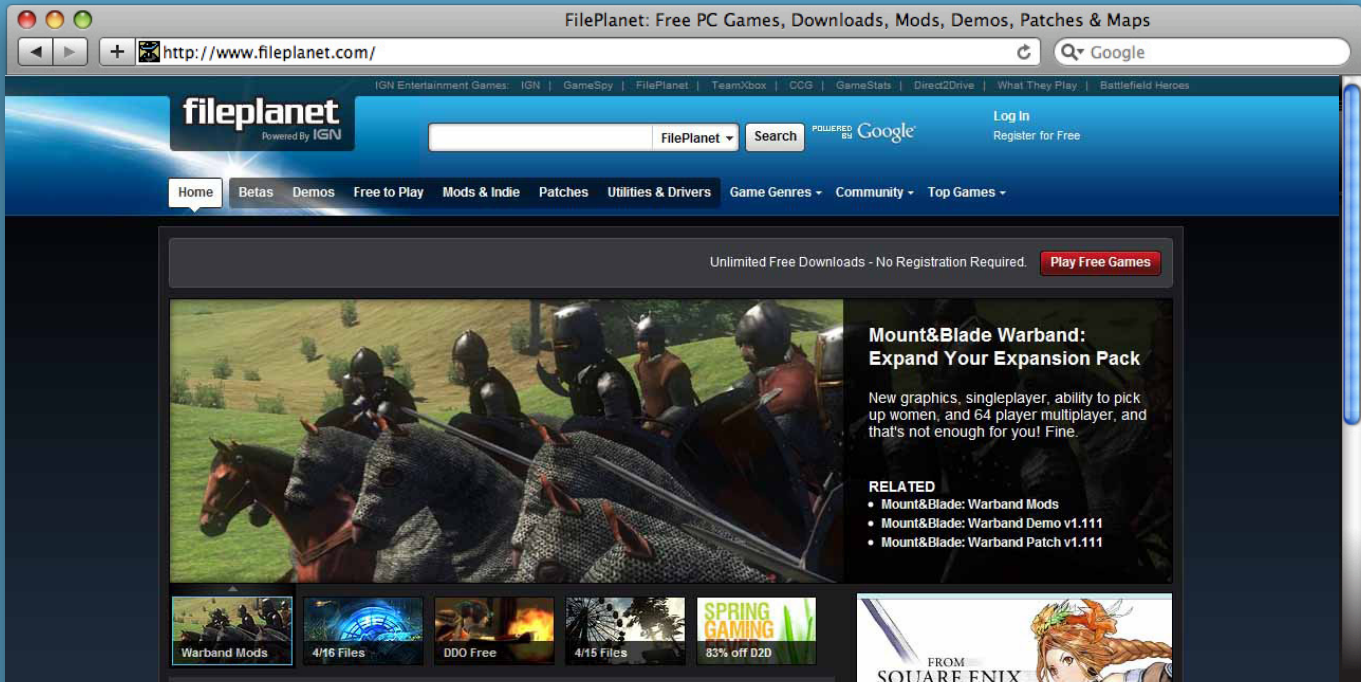 FilePlanet: Free PC Games, Downloads, Mods, Demos, Patches & Maps
http://www.fileplanet.com/
Google
IGN Entertainment Games: IGN | GameSpy | FilePlanet | TeamXbox | CCG | GameStats | Direct2Drive | What They Play | Battlefield Heroes
fileplanet
Powered By IGN
FilePlanet
Search
POWERED BY Google
Log In
Register for Free
Home Betas Demos Free to Play Mods & Indie Patches Utilities & Drivers Game Genres Community Top Games
Unlimited Free Downloads - No Registration Required. Play Free Games
Mount&Blade Warband:
Expand Your Expansion Pack
New graphics, singleplayer, ability to pick
up women, and 64 player multiplayer, and
that's not enough for you! Fine.
RELATED
• Mount&Blade: Warband Mods
• Mount&Blade: Warband Demo v1.111
• Mount&Blade: Warband Patch v1.111
SPRING
GAMING
FEVER
Warband Mods 4/16 Files DDO Free 4/15 Files 83% off D2D
FROM
SQUARE ENIX